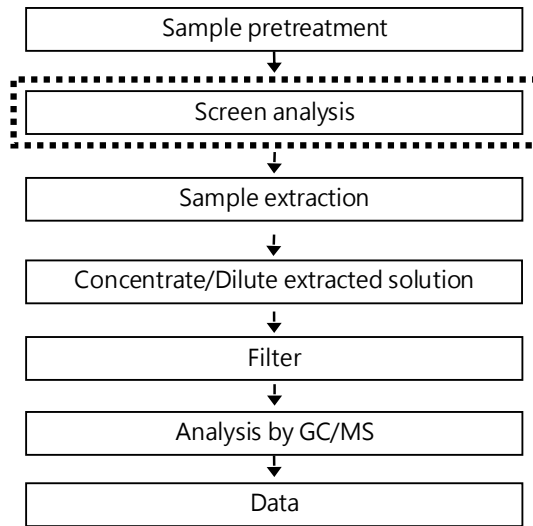 Sample pretreatment
Screen analysis
Sample extraction
Concentrate/Dilute extracted solution
Filter
Analysis by GC/MS
Data